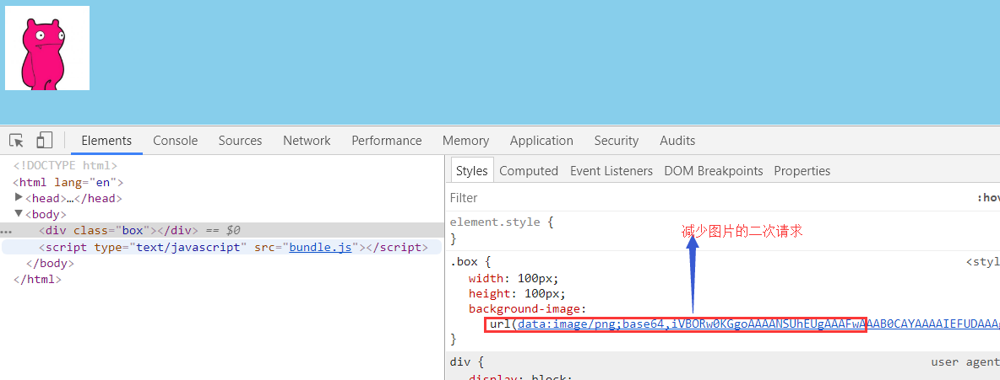 Elements Console Sources Network Performance Memory Application Security Audits
<!DOCTYPE html>
<html lang="en">
<head>…</head>
<body>
<div class="box"></div> == $0
<script type="text/javascript" src="bundle.js"></script>
</body>
</html>
Styles Computed Event Listeners DOM Breakpoints Properties
Filter :hov
element.style {
减少图片的二次请求
}
.box { <styl
width: 100px;
height: 100px;
background-image:
url(data:image/png;base64,iVBORw0KGgoAAAANSUhEUgAAAFwAAAB0CAYAAAAIEFUDAAAg
}
div { user agent
display: block;